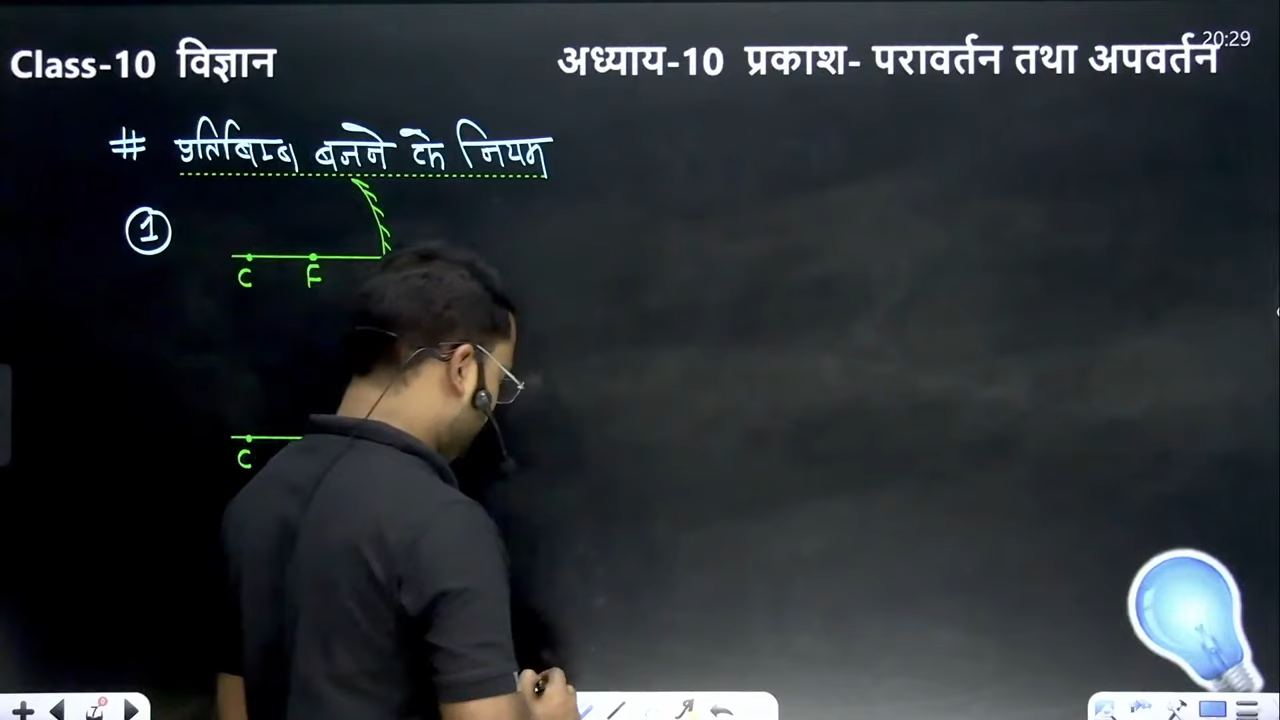 20:29
Class-10 विज्ञान
अध्याय-10 प्रकाश- परावर्तन तथा अपवर्तन
# प्रतिबिम्ब बनने के नियम
1
C F
C